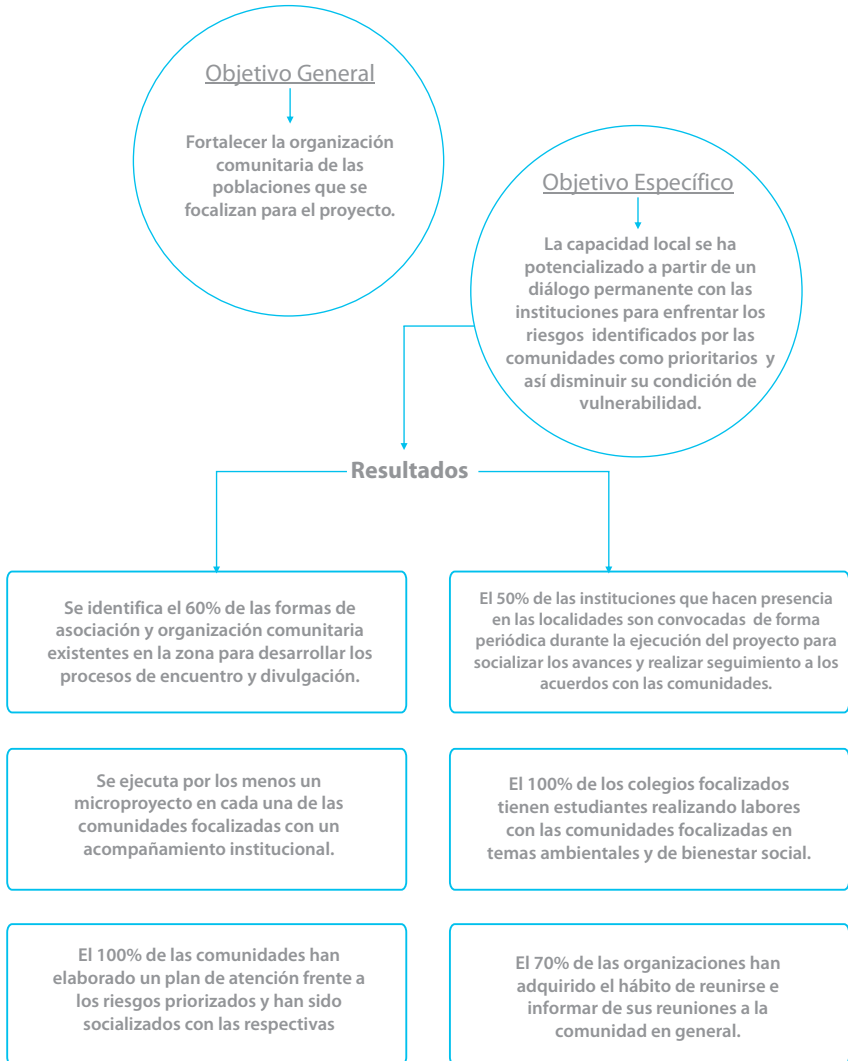 Objetivo General
Fortalecer la organización
comunitaria de las
poblaciones que se
focalizan para el proyecto.
Objetivo Específico
La capacidad local se ha
potencializado a partir de un
diálogo permanente con las
instituciones para enfrentar los
riesgos identificados por las
comunidades como prioritarios y
así disminuir su condición de
vulnerabilidad.
Resultados
Se identifica el 60% de las formas de
asociación y organización comunitaria
existentes en la zona para desarrollar los
procesos de encuentro y divulgación.
El 50% de las instituciones que hacen presencia
en las localidades son convocadas de forma
periódica durante la ejecución del proyecto para
socializar los avances y realizar seguimiento a los
acuerdos con las comunidades.
Se ejecuta por los menos un
microproyecto en cada una de las
comunidades focalizadas con un
acompañamiento institucional.
El 100% de los colegios focalizados
tienen estudiantes realizando labores
con las comunidades focalizadas en
temas ambientales y de bienestar social.
El 100% de las comunidades han
elaborado un plan de atención frente a
los riesgos priorizados y han sido
socializados con las respectivas
El 70% de las organizaciones han
adquirido el hábito de reunirse e
informar de sus reuniones a la
comunidad en general.